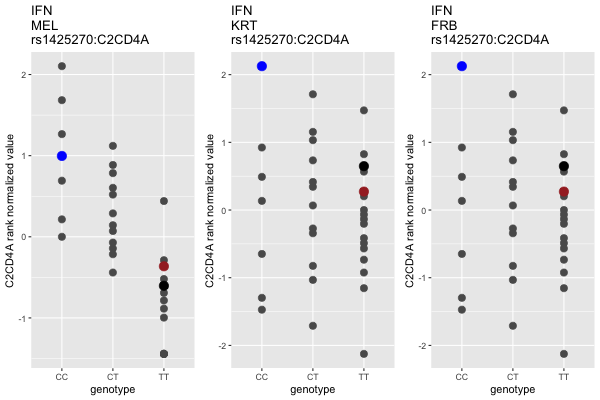 IFN
MEL
rs1425270:C2CD4A
C2CD4A rank normalized value
2
1
0
-1
CC CT TT
genotype
IFN
KRT
rs1425270:C2CD4A
C2CD4A rank normalized value
2
1
0
-1
-2
CC CT TT
genotype
IFN
FRB
rs1425270:C2CD4A
C2CD4A rank normalized value
2
1
0
-1
-2
CC CT TT
genotype